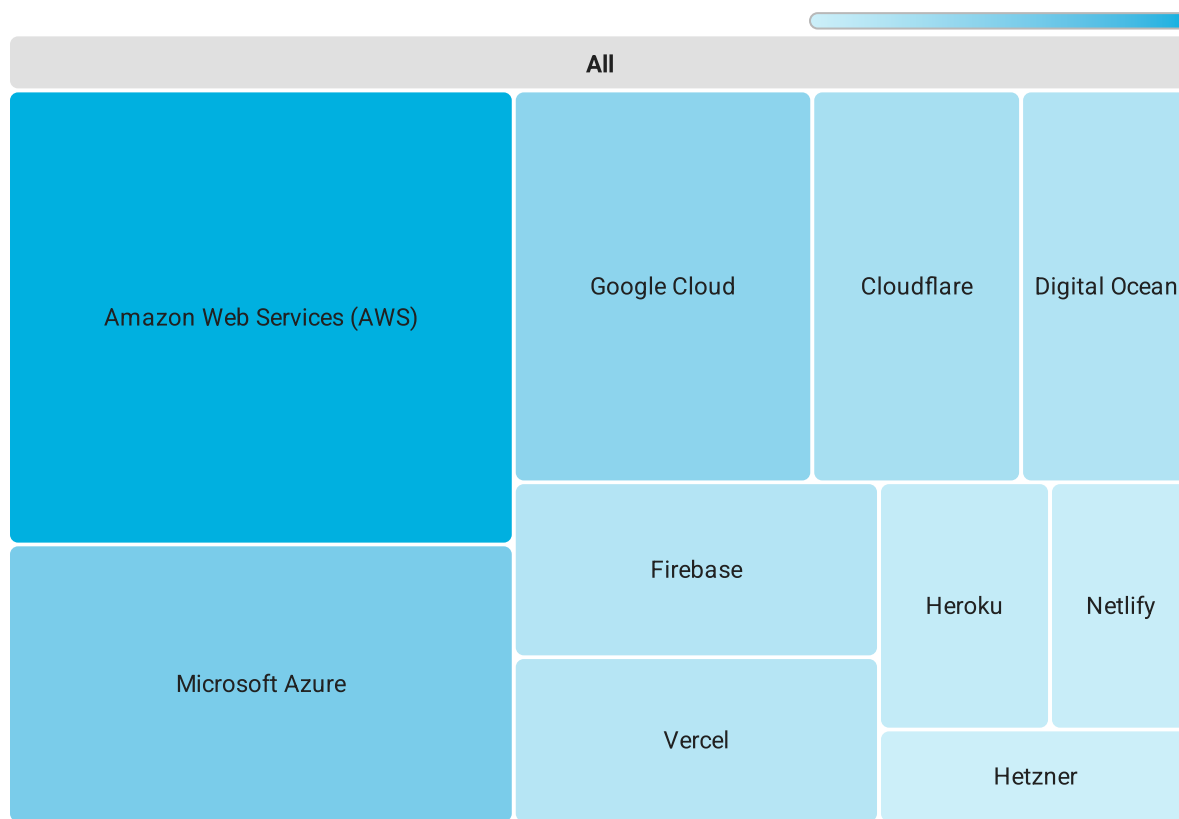 All
Amazon Web Services (AWS)
Google Cloud
Cloudflare
Digital Ocean
Firebase
Heroku
Netlify
Microsoft Azure
Vercel
Hetzner